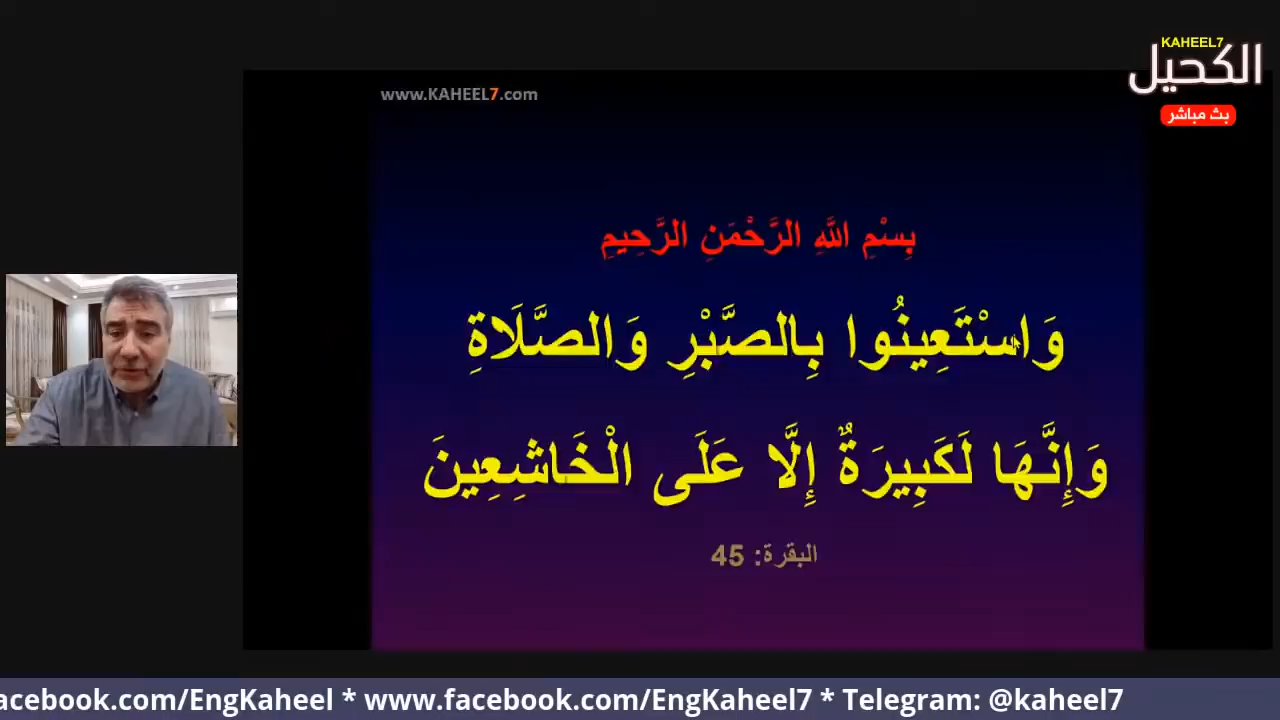 KAHEEL7
الكحيل
بث مباشر
www.KAHEEL7.com
بِسْمِ اللَّهِ الرَّحْمَنِ الرَّحِيمِ
وَاسْتَعِينُوا بِالصَّبْرِ وَالصَّلَاةِ
وَإِنَّهَا لَكَبِيرَةٌ إِلَّا عَلَى الْخَاشِعِينَ
البقرة: 45
acebook.com/EngKaheel * www.facebook.com/EngKaheel7 * Telegram: @kaheel7